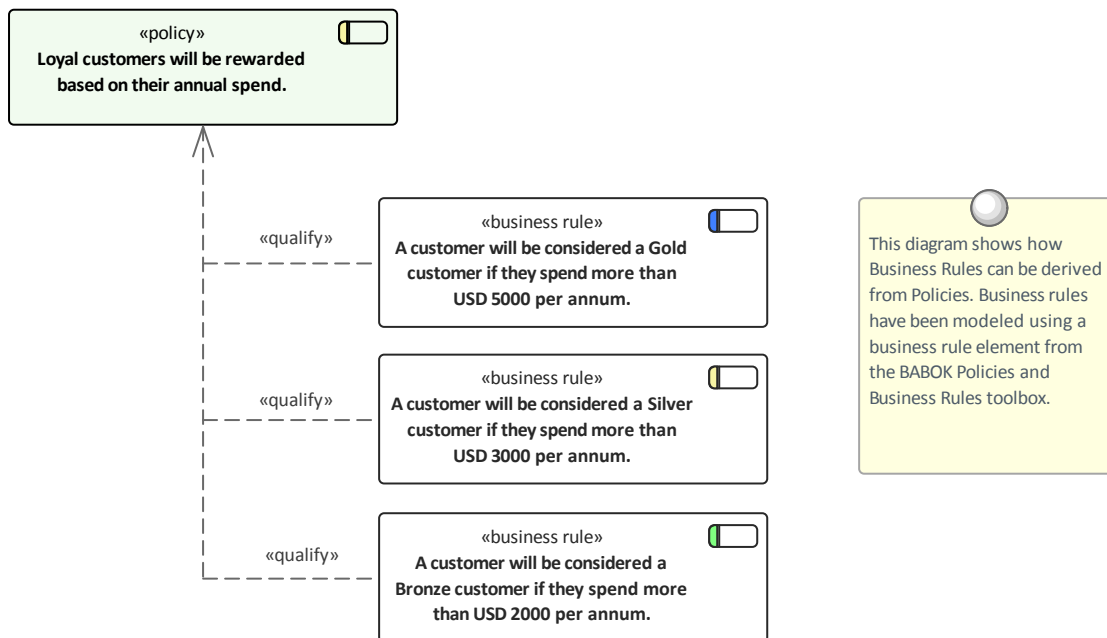 «policy»
Loyal customers will be rewarded
based on their annual spend.
«qualify»
«business rule»
A customer will be considered a Gold
customer if they spend more than
USD 5000 per annum.
«qualify»
«business rule»
A customer will be considered a Silver
customer if they spend more than
USD 3000 per annum.
«qualify»
«business rule»
A customer will be considered a
Bronze customer if they spend more
than USD 2000 per annum.
This diagram shows how
Business Rules can be derived
from Policies. Business rules
have been modeled using a
business rule element from
the BABOK Policies and
Business Rules toolbox.